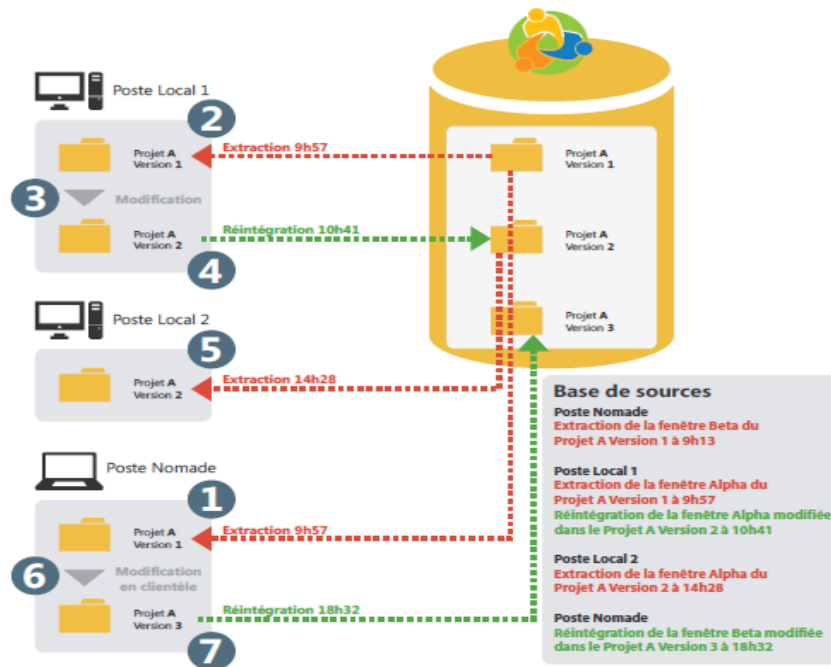 Poste Local 1
2
Projet A
Version 1
Extraction 9h57
Projet A
Version 1
3
Modification
Projet A
Version 2
Réintégration 10h41
Projet A
Version 2
4
Projet A
Version 3
Poste Local 2
5
Projet A
Version 2
Extraction 14h28
Poste Nomade
1
Projet A
Version 1
Extraction 9h57
6
Modification
en clientèle
Projet A
Version 3
Réintégration 18h32
7
Base de sources
Poste Nomade
Extraction de la fenêtre Beta du
Projet A Version 1 à 9h13
Poste Local 1
Extraction de la fenêtre Alpha du
Projet A Version 1 à 9h57
Réintégration de la fenêtre Alpha modifiée
dans le Projet A Version 2 à 10h41
Poste Local 2
Extraction de la fenêtre Alpha du
Projet A Version 2 à 14h28
Poste Nomade
Réintégration de la fenêtre Beta modifiée
dans le Projet A Version 3 à 18h32